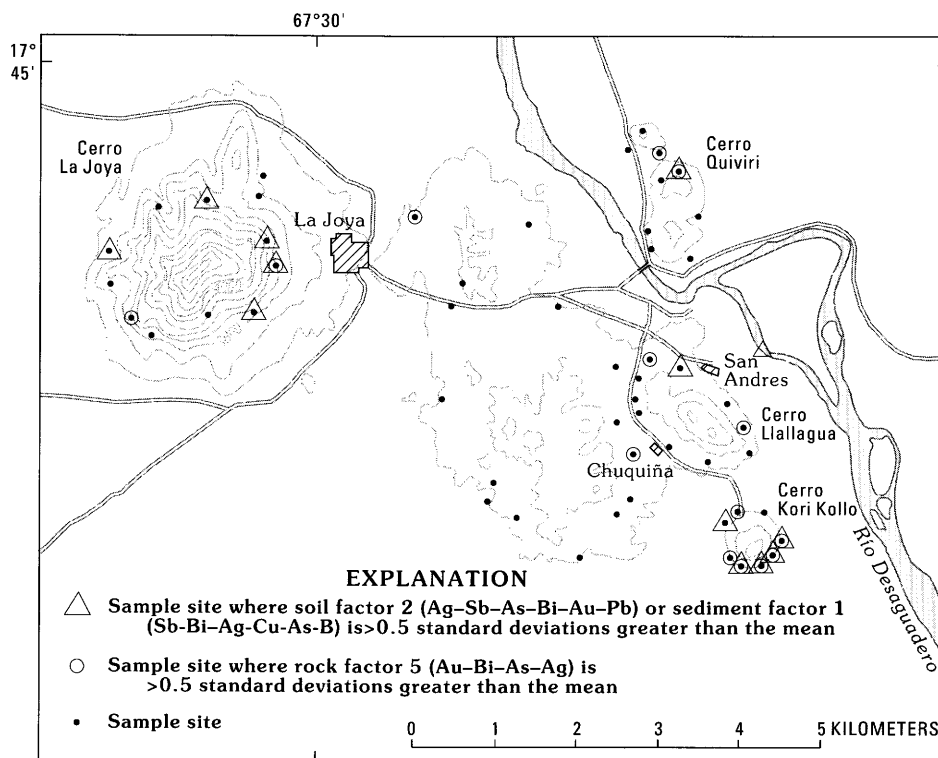 67°30'
17°
45'
Cerro
La Joya
La Joya
Cerro
Quiviri
San
Andres
Cerro
Llallagua
Chuquiña
Cerro
Kori Kollo
Río Desaguadero
EXPLANATION
Sample site where soil factor 2 (Ag–Sb–As–Bi–Au–Pb) or sediment factor 1
(Sb-Bi–Ag-Cu-As-B) is>0.5 standard deviations greater than the mean
Sample site where rock factor 5 (Au–Bi–As–Ag) is
>0.5 standard deviations greater than the mean
Sample site
0 1 2 3 4 5 KILOMETERS